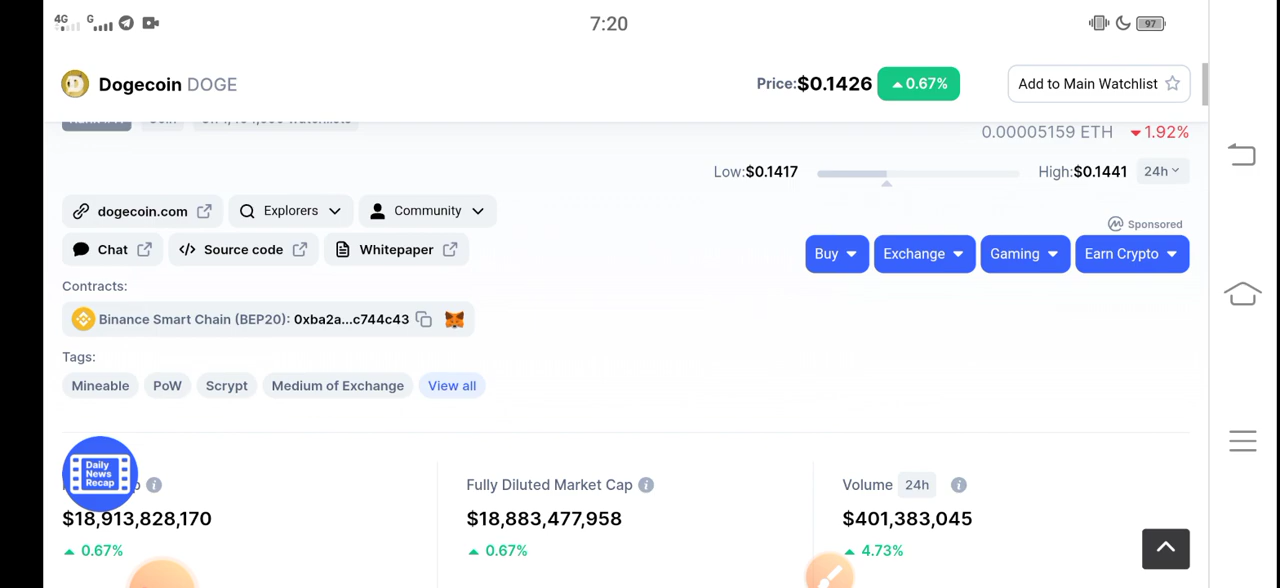 4G G 7:20 97
Dogecoin DOGE Price:$0.1426 0.67% Add to Main Watchlist
0.00005159 ETH 1.92%
Low:$0.1417 High:$0.1441 24h
dogecoin.com Explorers Community
Sponsored
Chat Source code Whitepaper Buy Exchange Gaming Earn Crypto
Contracts:
Binance Smart Chain (BEP20): 0xba2a...c744c43
Tags:
Mineable PoW Scrypt Medium of Exchange View all
Daily
News
Recap
Fully Diluted Market Cap Volume 24h
$18,913,828,170 $18,883,477,958 $401,383,045
0.67% 0.67% 4.73%